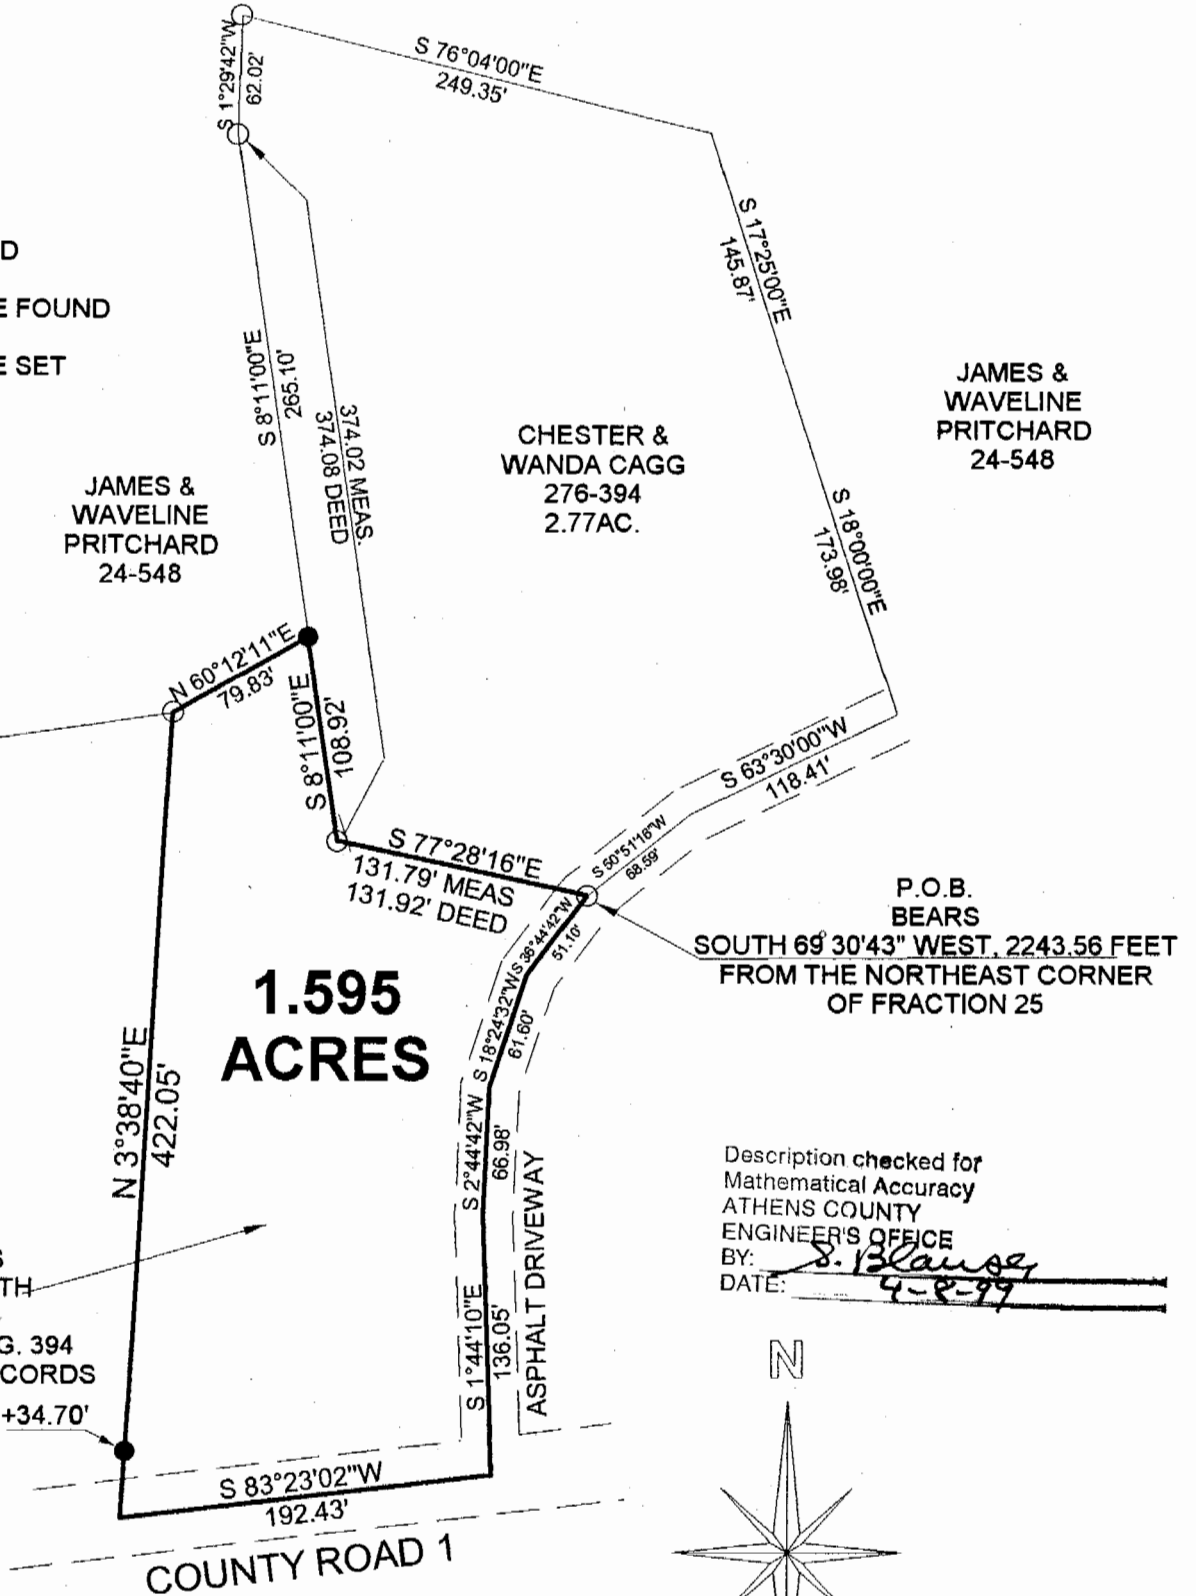 S 1°29'42"W
62.02'
S 76°04'00"E
249.35'
S 17°25'00"E
145.87'
D
E FOUND
E SET
S 8°11'00"E
265.10'
374.02 MEAS.
374.08 DEED
CHESTER &
WANDA CAGG
276-394
2.77AC.
JAMES &
WAVELINE
PRITCHARD
24-548
JAMES &
WAVELINE
PRITCHARD
24-548
S 18°00'00"E
173.98'
N 60°12'11"E
79.83'
S 8°11'00"E
108.92'
S 63°30'00"W
118.41'
S 50°51'16"W
68.59'
S 77°28'16"E
131.79' MEAS
131.92' DEED
S 36°44'42"W
51.10'
P.O.B.
BEARS
SOUTH 69°30'43" WEST, 2243.56 FEET
FROM THE NORTHEAST CORNER
OF FRACTION 25
1.595
ACRES
S 18°24'32"W
61.60'
N 3°38'40"E
422.05'
S 2°44'42"W
66.98'
ASPHALT DRIVEWAY
Description checked for
Mathematical Accuracy
ATHENS COUNTY
ENGINEER'S OFFICE
BY: S. Blauser
DATE: 4-8-99
S
TH
G. 394
CORDS
+34.70'
S 1°44'10"E
136.05'
N
S 83°23'02"W
192.43'
COUNTY ROAD 1